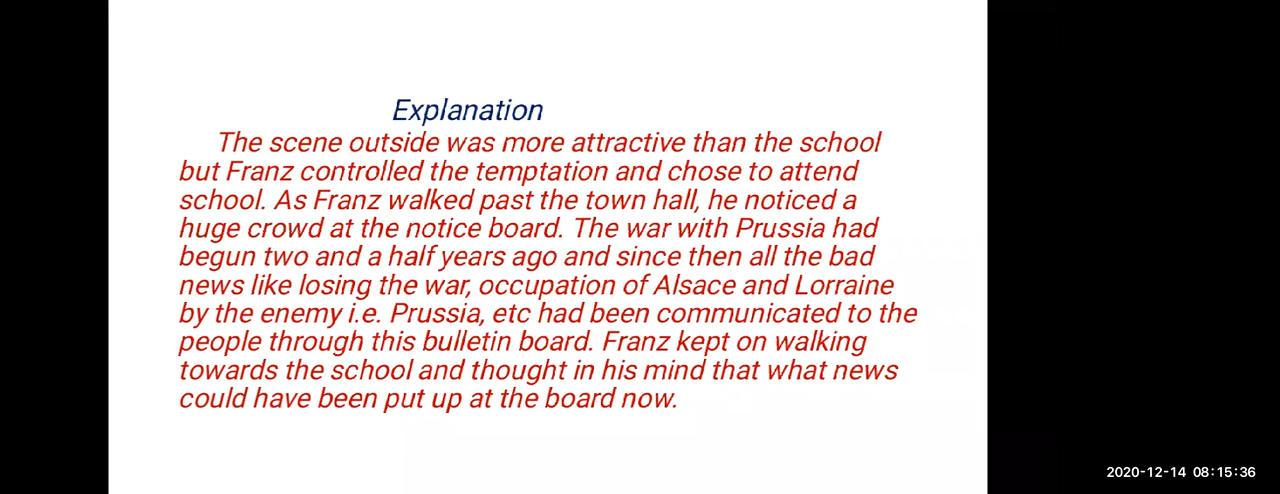 Explanation
The scene outside was more attractive than the school
but Franz controlled the temptation and chose to attend
school. As Franz walked past the town hall, he noticed a
huge crowd at the notice board. The war with Prussia had
begun two and a half years ago and since then all the bad
news like losing the war, occupation of Alsace and Lorraine
by the enemy i.e. Prussia, etc had been communicated to the
people through this bulletin board. Franz kept on walking
towards the school and thought in his mind that what news
could have been put up at the board now.
2020-12-14 08:15:36